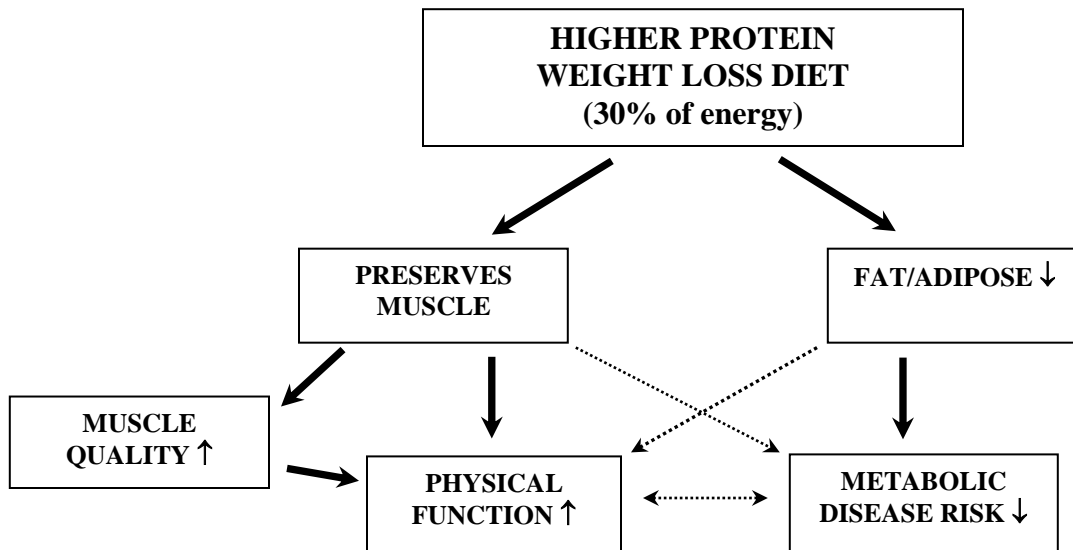 HIGHER PROTEIN
WEIGHT LOSS DIET
(30% of energy)
PRESERVES
MUSCLE
FAT/ADIPOSE ↓
MUSCLE
QUALITY ↑
PHYSICAL
FUNCTION ↑
METABOLIC
DISEASE RISK ↓